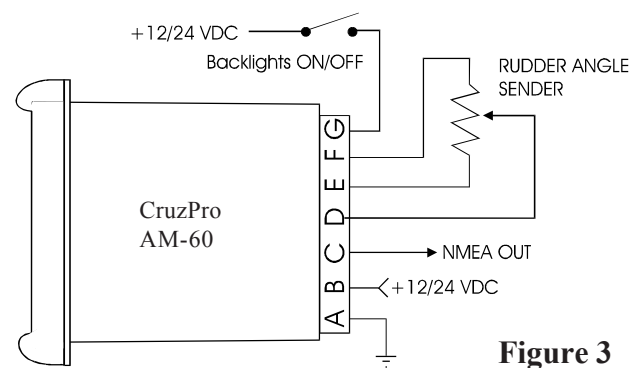 +12/24 VDC
Backlights ON/OFF
RUDDER ANGLE
SENDER
G
F
E
D
C
B
A
CruzPro
AM-60
NMEA OUT
+12/24 VDC
Figure 3